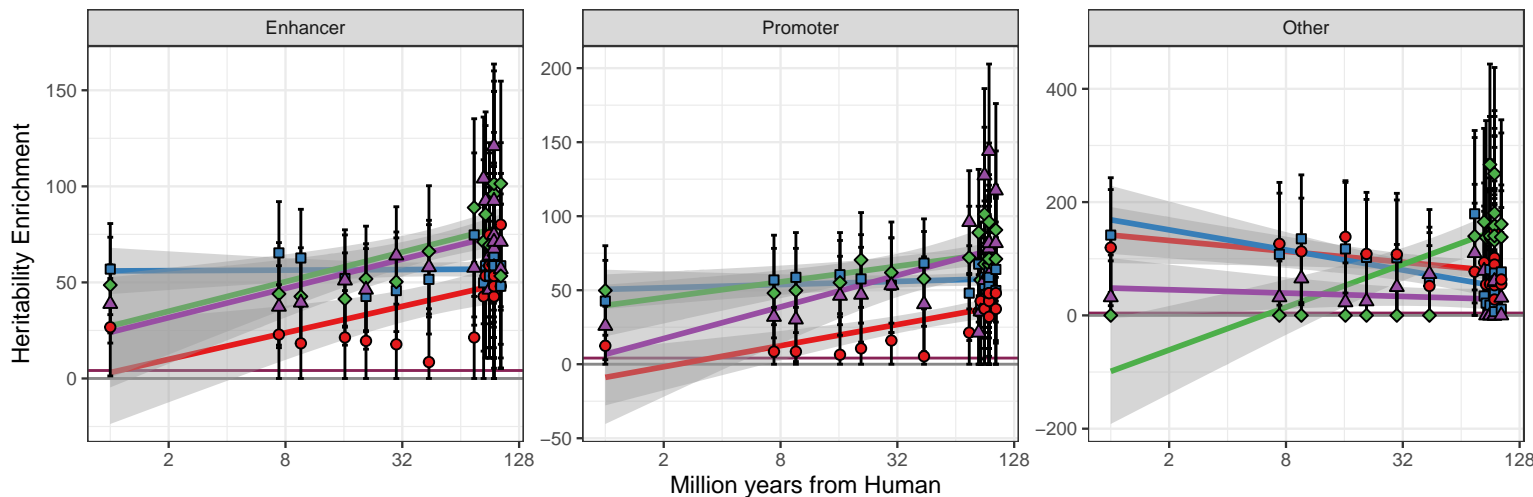 Enhancer
Promoter
Other
Heritability Enrichment
150
100
50
0
200
150
100
50
0
−50
400
200
0
−200
2 8 32 128
2 8 32 128
2 8 32 128
Million years from Human